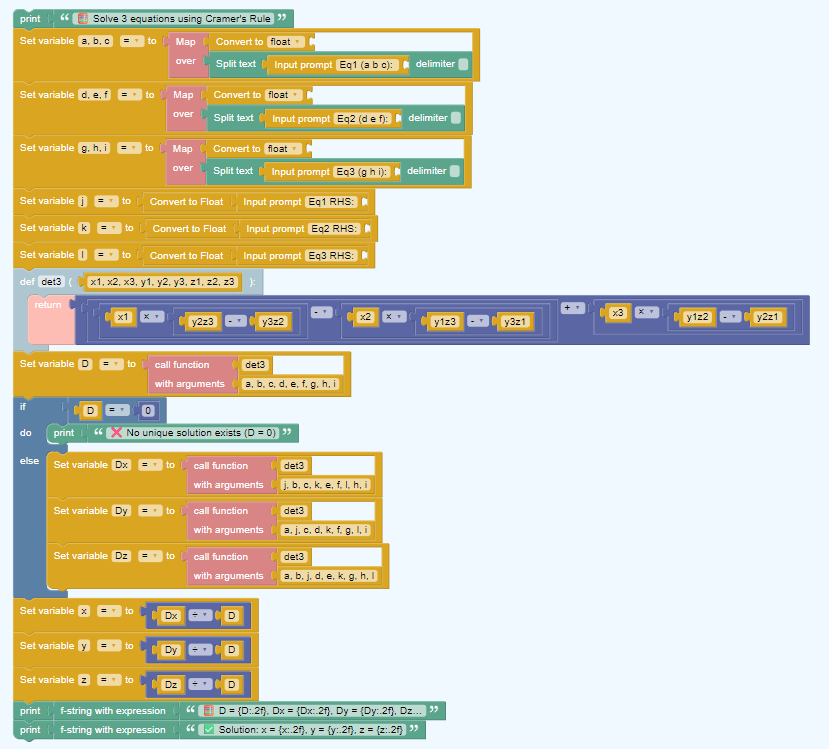 print “ 🧮 Solve 3 equations using Cramer's Rule ”
Set variable a, b, c = to Map Convert to float
over Split text Input prompt Eq1 (a b c): delimiter
Set variable d, e, f = to Map Convert to float
over Split text Input prompt Eq2 (d e f): delimiter
Set variable g, h, i = to Map Convert to float
over Split text Input prompt Eq3 (g h i): delimiter
Set variable j = to Convert to Float Input prompt Eq1 RHS:
Set variable k = to Convert to Float Input prompt Eq2 RHS:
Set variable l = to Convert to Float Input prompt Eq3 RHS:
def det3 ( x1, x2, x3, y1, y2, y3, z1, z2, z3 ):
return x1 × y2z3 - y3z2 - x2 × y1z3 - y3z1 + x3 × y1z2 - y2z1
Set variable D = to call function det3
with arguments a, b, c, d, e, f, g, h, i
if D = 0
do print “ ❌ No unique solution exists (D = 0) ”
else Set variable Dx = to call function det3
with arguments j, b, c, k, e, f, l, h, i
Set variable Dy = to call function det3
with arguments a, j, c, d, k, f, g, l, i
Set variable Dz = to call function det3
with arguments a, b, j, d, e, k, g, h, l
Set variable x = to Dx ÷ D
Set variable y = to Dy ÷ D
Set variable z = to Dz ÷ D
print f-string with expression “ 🧮 D = {D:.2f}, Dx = {Dx:.2f}, Dy = {Dy:.2f}, Dz... ”
print f-string with expression “ ✅ Solution: x = {x:.2f}, y = {y:.2f}, z = {z:.2f} ”